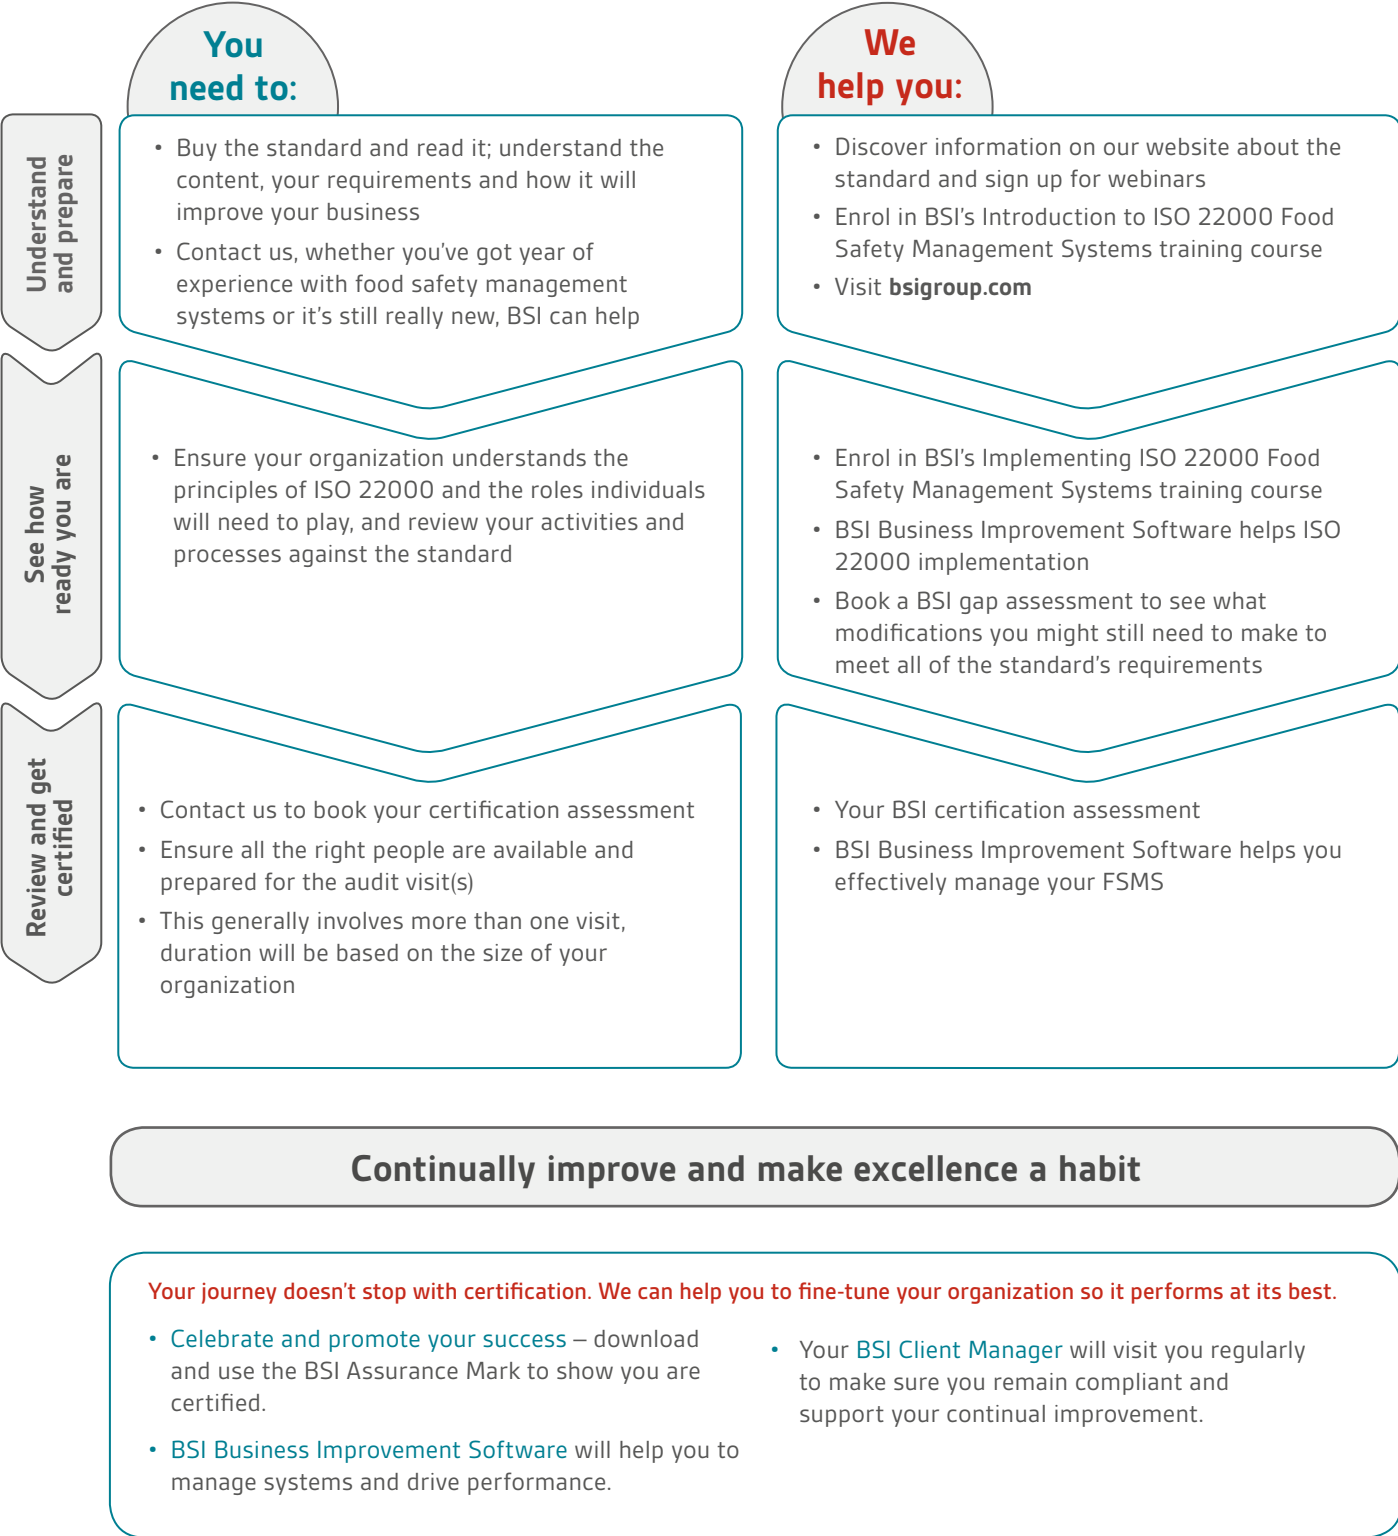 You
need to:
We
help you:
Understand
and prepare
• Buy the standard and read it; understand the
content, your requirements and how it will
improve your business
• Contact us, whether you've got year of
experience with food safety management
systems or it's still really new, BSI can help
• Discover information on our website about the
standard and sign up for webinars
• Enrol in BSI's Introduction to ISO 22000 Food
Safety Management Systems training course
• Visit bsigroup.com
See how
ready you are
• Ensure your organization understands the
principles of ISO 22000 and the roles individuals
will need to play, and review your activities and
processes against the standard
• Enrol in BSI's Implementing ISO 22000 Food
Safety Management Systems training course
• BSI Business Improvement Software helps ISO
22000 implementation
• Book a BSI gap assessment to see what
modifications you might still need to make to
meet all of the standard's requirements
Review and get
certified
• Contact us to book your certification assessment
• Ensure all the right people are available and
prepared for the audit visit(s)
• This generally involves more than one visit,
duration will be based on the size of your
organization
• Your BSI certification assessment
• BSI Business Improvement Software helps you
effectively manage your FSMS
Continually improve and make excellence a habit
Your journey doesn't stop with certification. We can help you to fine-tune your organization so it performs at its best.
• Celebrate and promote your success – download
and use the BSI Assurance Mark to show you are
certified.
• BSI Business Improvement Software will help you to
manage systems and drive performance.
• Your BSI Client Manager will visit you regularly
to make sure you remain compliant and
support your continual improvement.